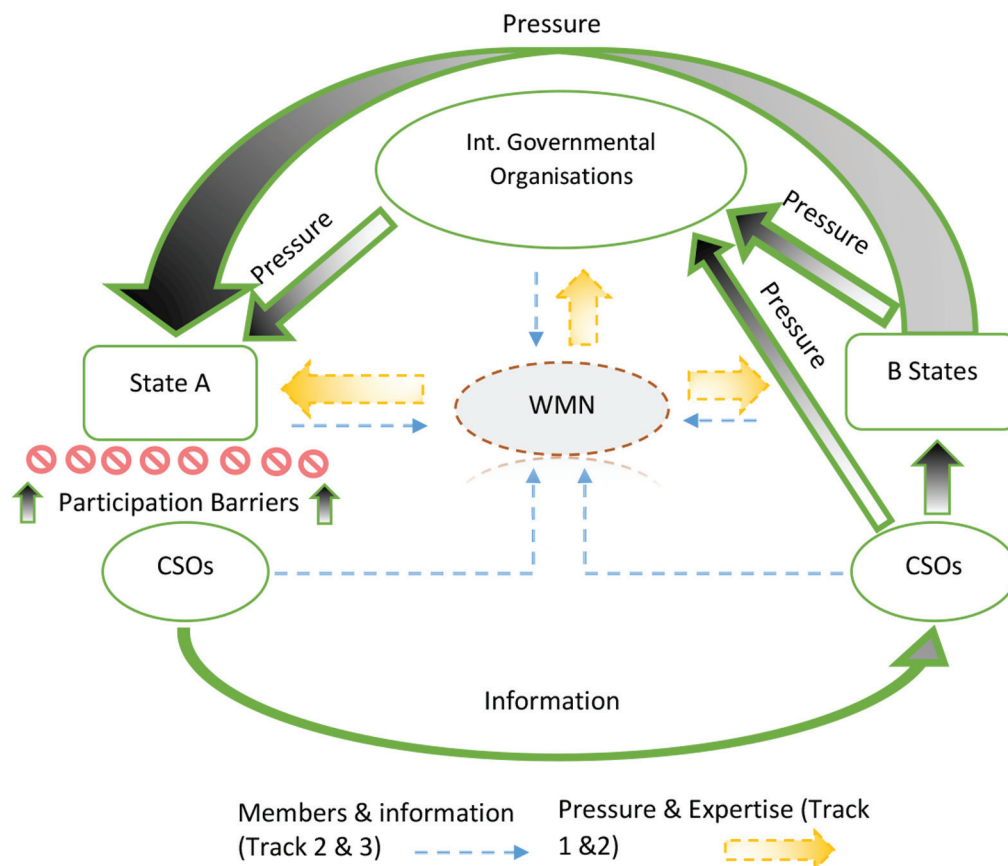 Pressure
Int. Governmental
Organisations
Pressure
Pressure
Pressure
State A
WMN
B States
Participation Barriers
CSOs
CSOs
Information
Members & information
(Track 2 & 3)
Pressure & Expertise (Track
1 &2)